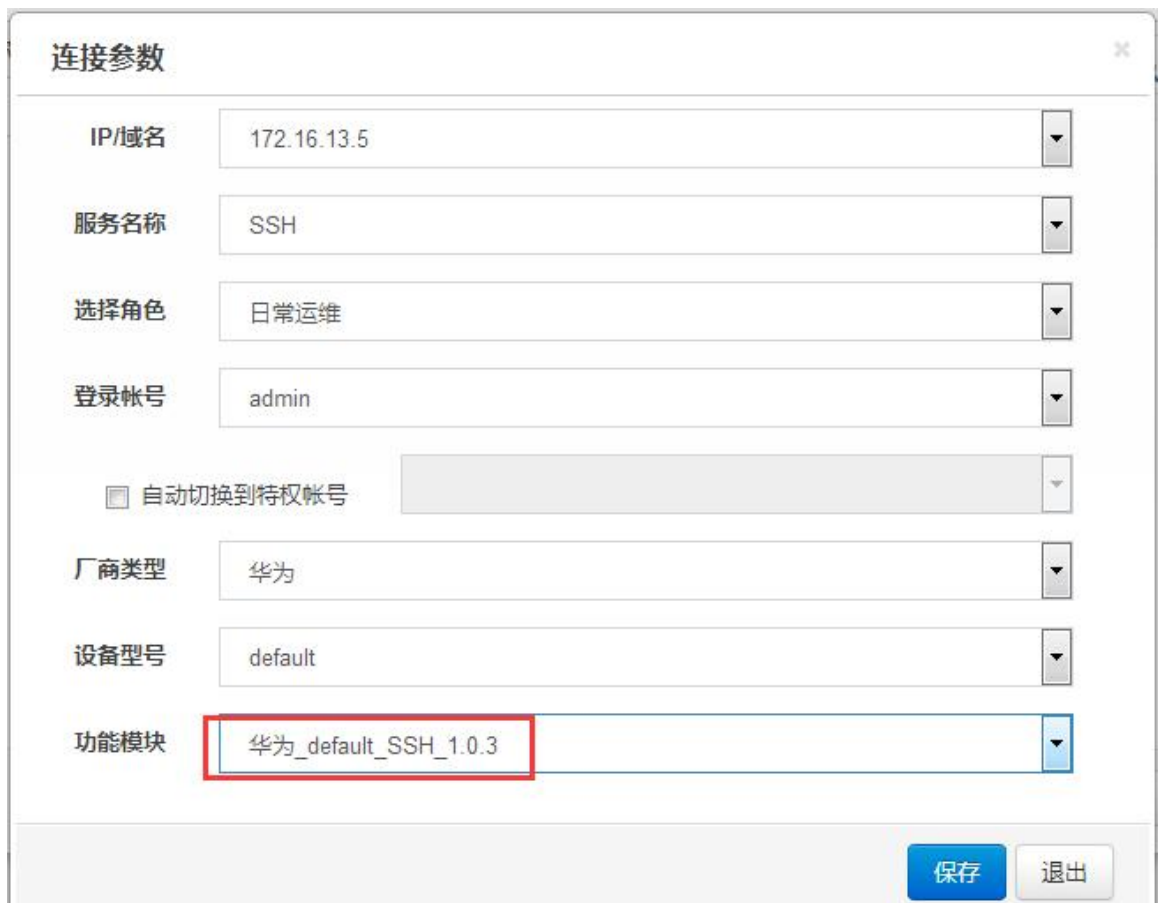 连接参数
×
IP/域名 172.16.13.5
服务名称 SSH
选择角色 日常运维
登录帐号 admin
自动切换到特权帐号
厂商类型 华为
设备型号 default
功能模块 华为_default_SSH_1.0.3
保存 退出